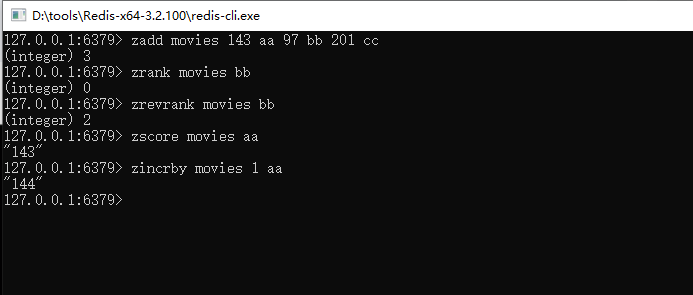 D:\tools\Redis-x64-3.2.100\redis-cli.exe
127.0.0.1:6379> zadd movies 143 aa 97 bb 201 cc
(integer) 3
127.0.0.1:6379> zrank movies bb
(integer) 0
127.0.0.1:6379> zrevrank movies bb
(integer) 2
127.0.0.1:6379> zscore movies aa
"143"
127.0.0.1:6379> zincrby movies 1 aa
"144"
127.0.0.1:6379>